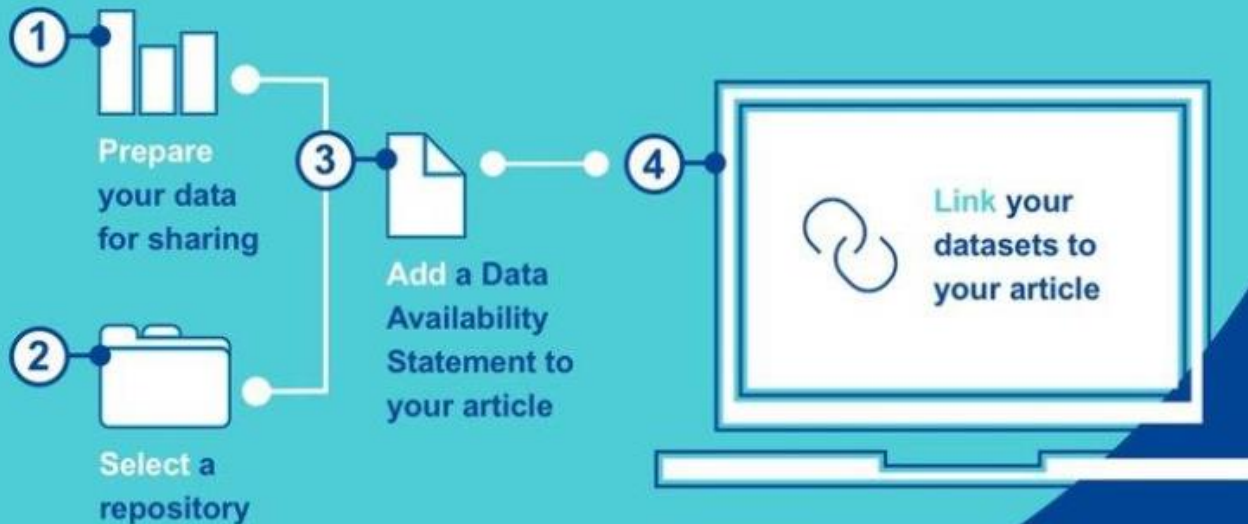 1
Prepare
your data
for sharing
2
Select a
repository
3
Add a Data
Availability
Statement to
your article
4
Link your
datasets to
your article